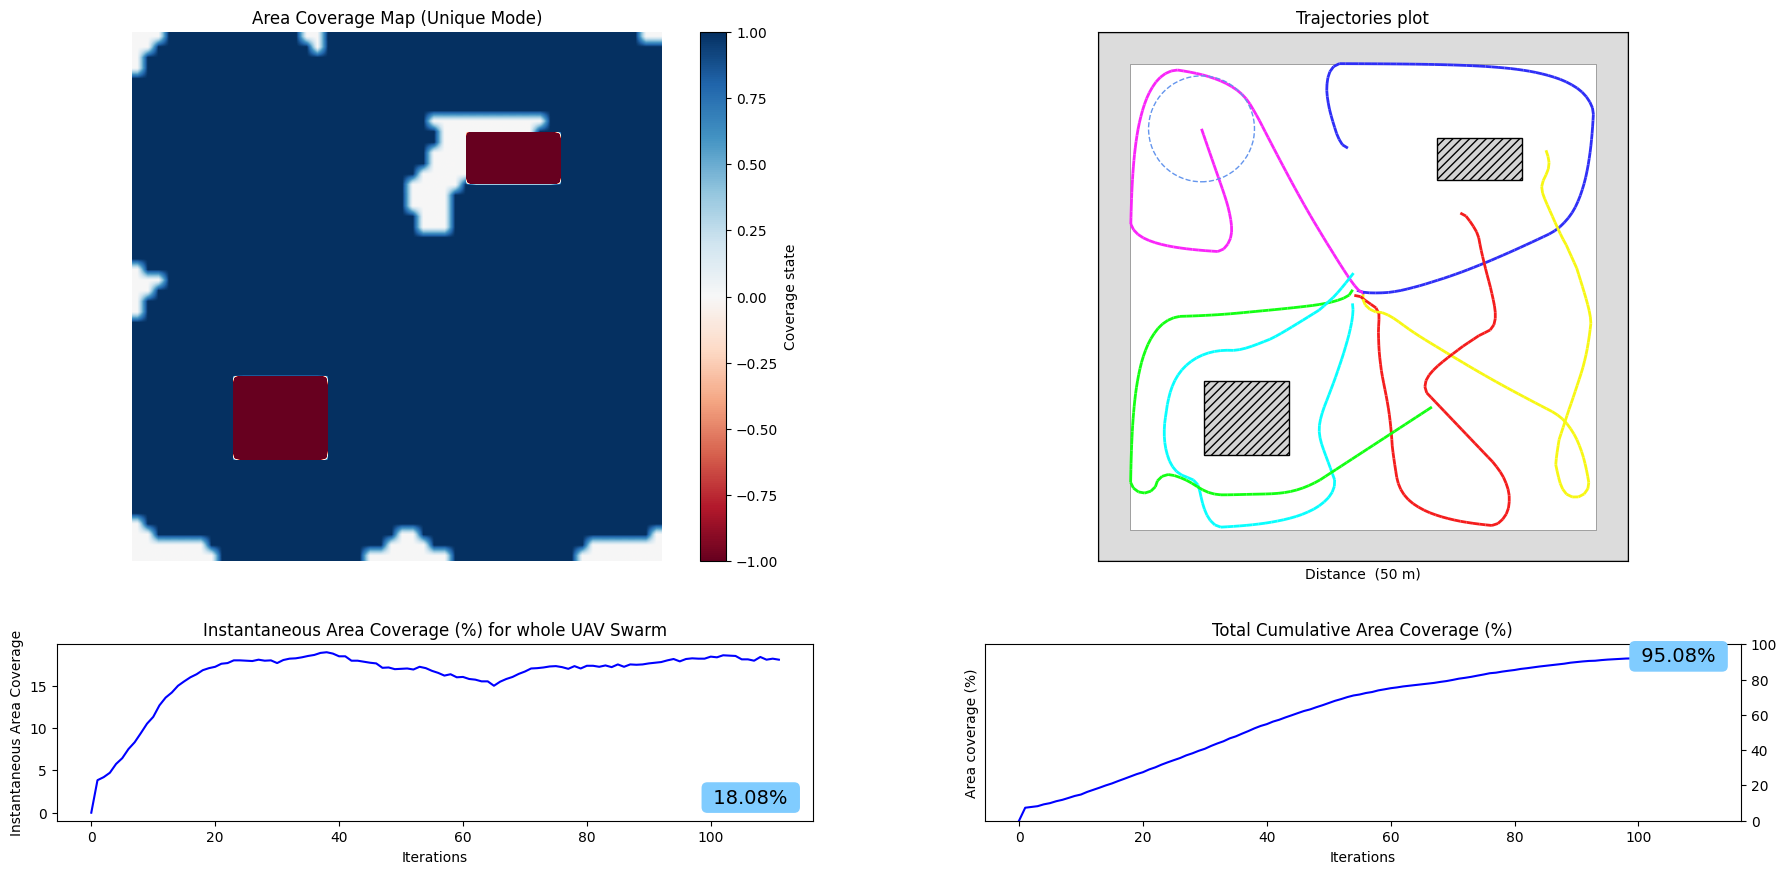 Area Coverage Map (Unique Mode)
1.00
0.75
0.50
0.25
0.00
−0.25
−0.50
−0.75
−1.00
Coverage state
Trajectories plot
Distance  (50 m)
Instantaneous Area Coverage (%) for whole UAV Swarm
Instantaneous Area Coverage
15
10
5
0
18.08%
0 20 40 60 80 100
Iterations
Total Cumulative Area Coverage (%)
Area coverage (%)
95.08%
100
80
60
40
20
0
0 20 40 60 80 100
Iterations